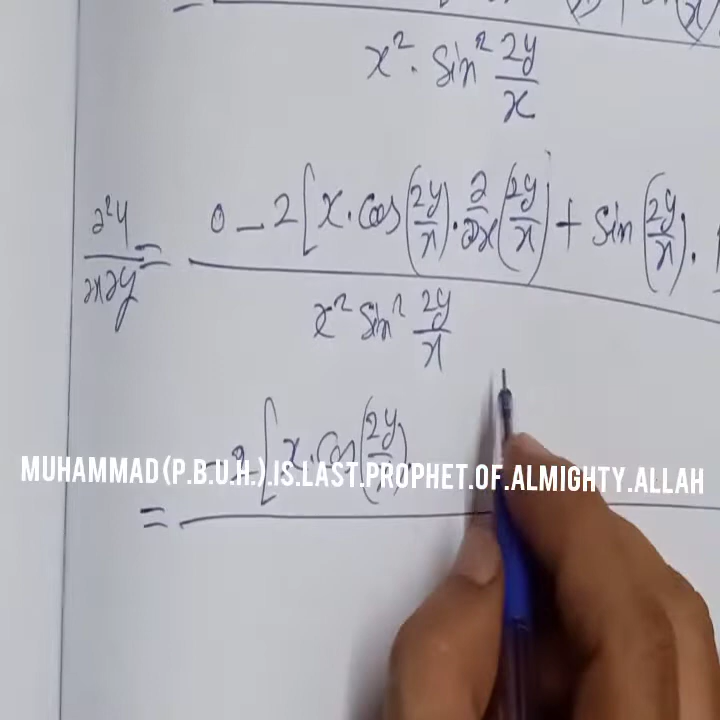 x² · Sin² 2y/x
∂²y/∂x∂y = 0 − 2[x · Cos(2y/x) · ∂/∂x(2y/x) + Sin(2y/x) ·
x² Sin² 2y/x
= −2[x · Cos(2y/x)
MUHAMMAD(P.B.U.H.).IS.LAST.PROPHET.OF.ALMIGHTY.ALLAH